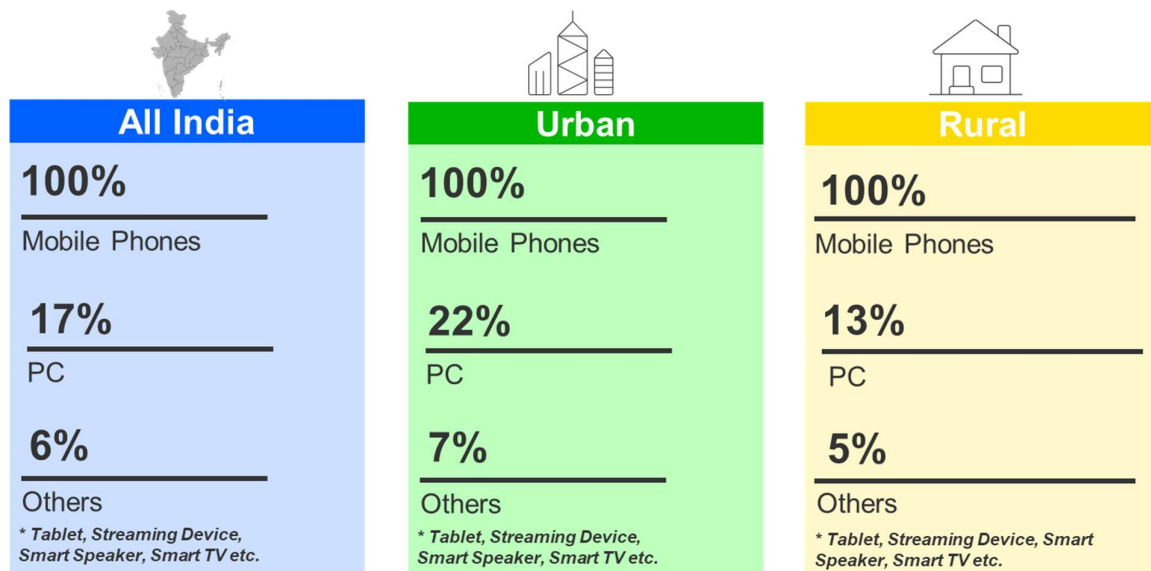 All India
100%
Mobile Phones
17%
PC
6%
Others
* Tablet, Streaming Device,
Smart Speaker, Smart TV etc.
Urban
100%
Mobile Phones
22%
PC
7%
Others
* Tablet, Streaming Device,
Smart Speaker, Smart TV etc.
Rural
100%
Mobile Phones
13%
PC
5%
Others
* Tablet, Streaming Device, Smart
Speaker, Smart TV etc.